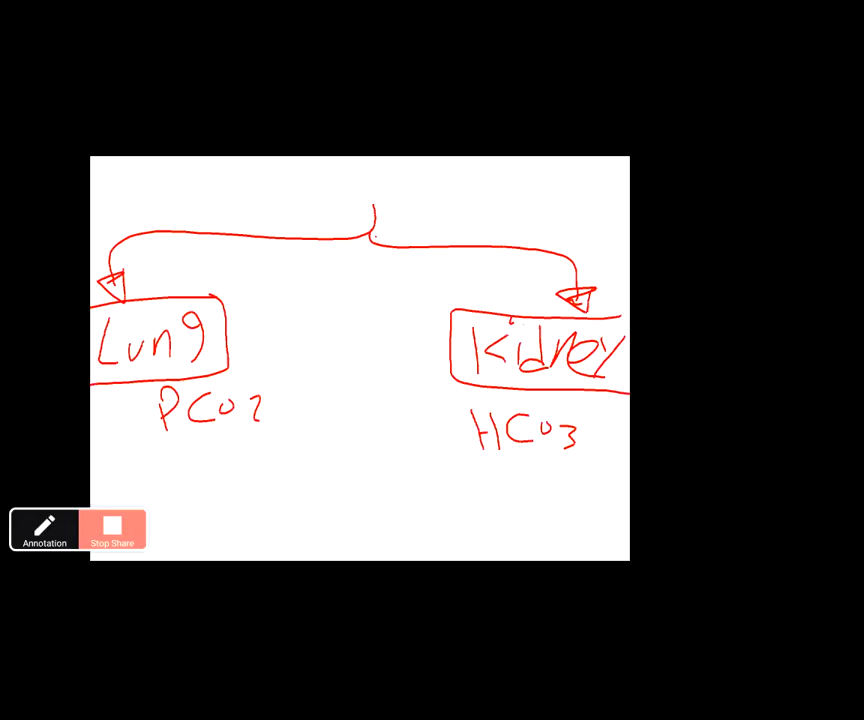 Lung
Kidney
PCO2
HCO3
Annotation
Stop Share